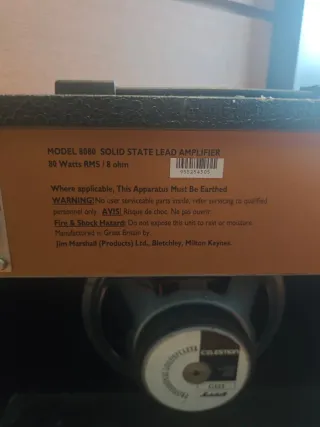 MODEL 8080 SOLID STATE LEAD AMPLIFIER
80 Watts RMS / 8 ohm
Where applicable, This Apparatus Must Be Earthed
WARNING! No user serviceable parts inside, refer servicing to qualified
personnel only. AVIS! Risque de choc. Ne pas ouvrir.
Fire & Shock Hazard: Do not expose the unit to rain or moisture.
Manufactured in Great Britain by
Jim Marshall (Products) Ltd., Bletchley, Milton Keynes.
CELESTION
Marshall